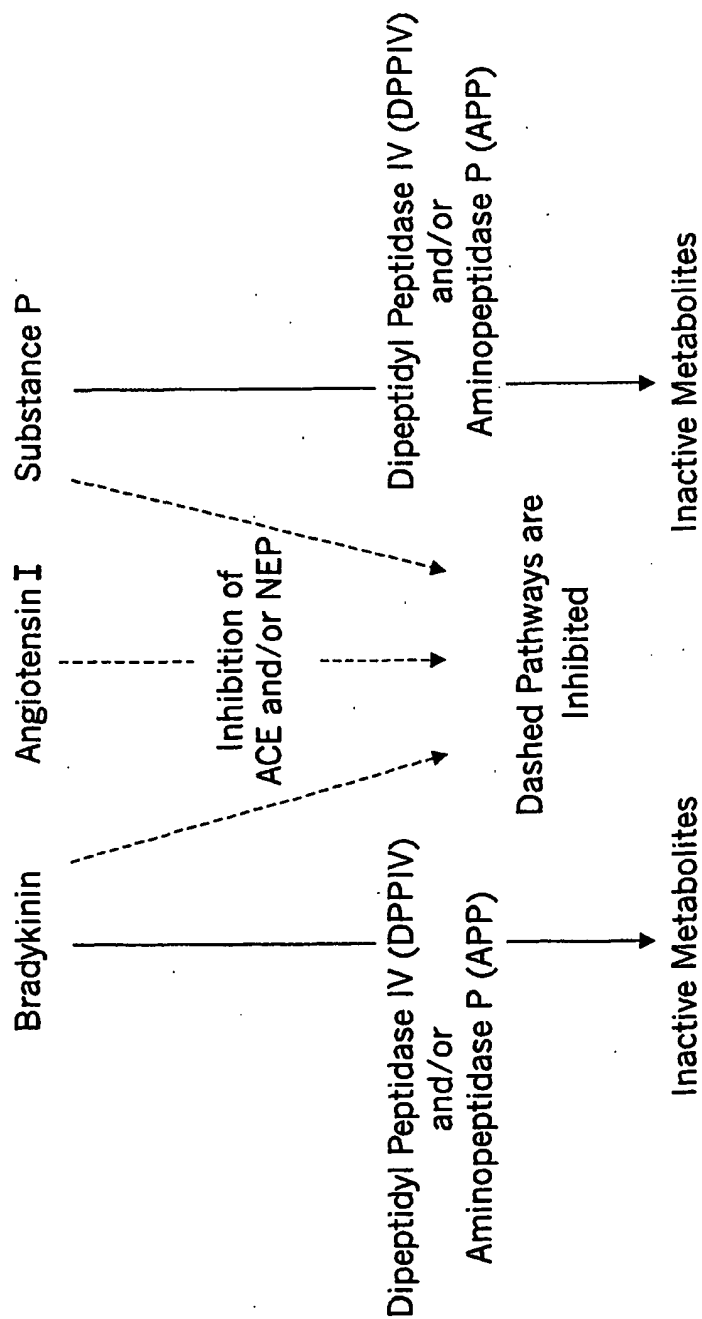 Bradykinin
Angiotensin I
Substance P
Inhibition of
ACE and/or NEP
Dipeptidyl Peptidase IV (DPPIV)
and/or
Aminopeptidase P (APP)
Dipeptidyl Peptidase IV (DPPIV)
and/or
Aminopeptidase P (APP)
Dashed Pathways are
Inhibited
Inactive Metabolites
Inactive Metabolites